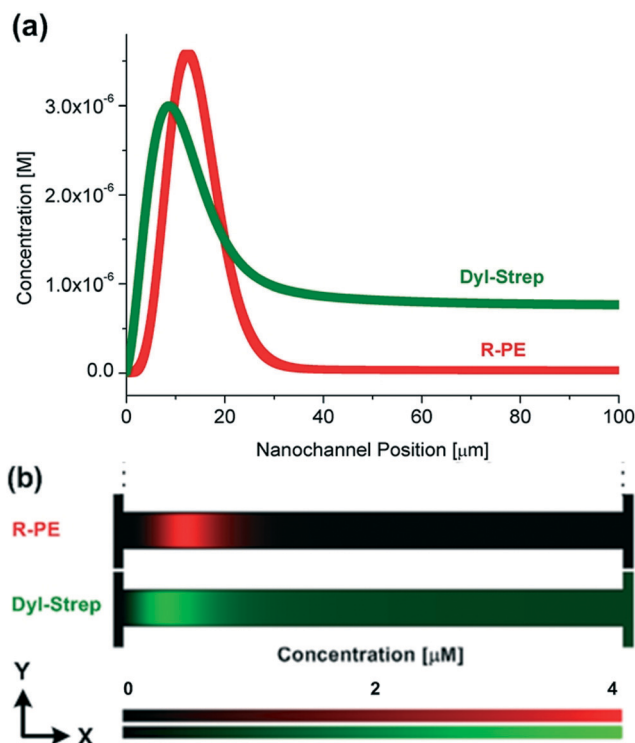 (a)
Concentration [M]
3.0x10⁻⁶
2.0x10⁻⁶
1.0x10⁻⁶
0.0
Dyl-Strep
R-PE
0 20 40 60 80 100
Nanochannel Position [μm]
(b)
R-PE
Dyl-Strep
Concentration [μM]
0 2 4
Y
X